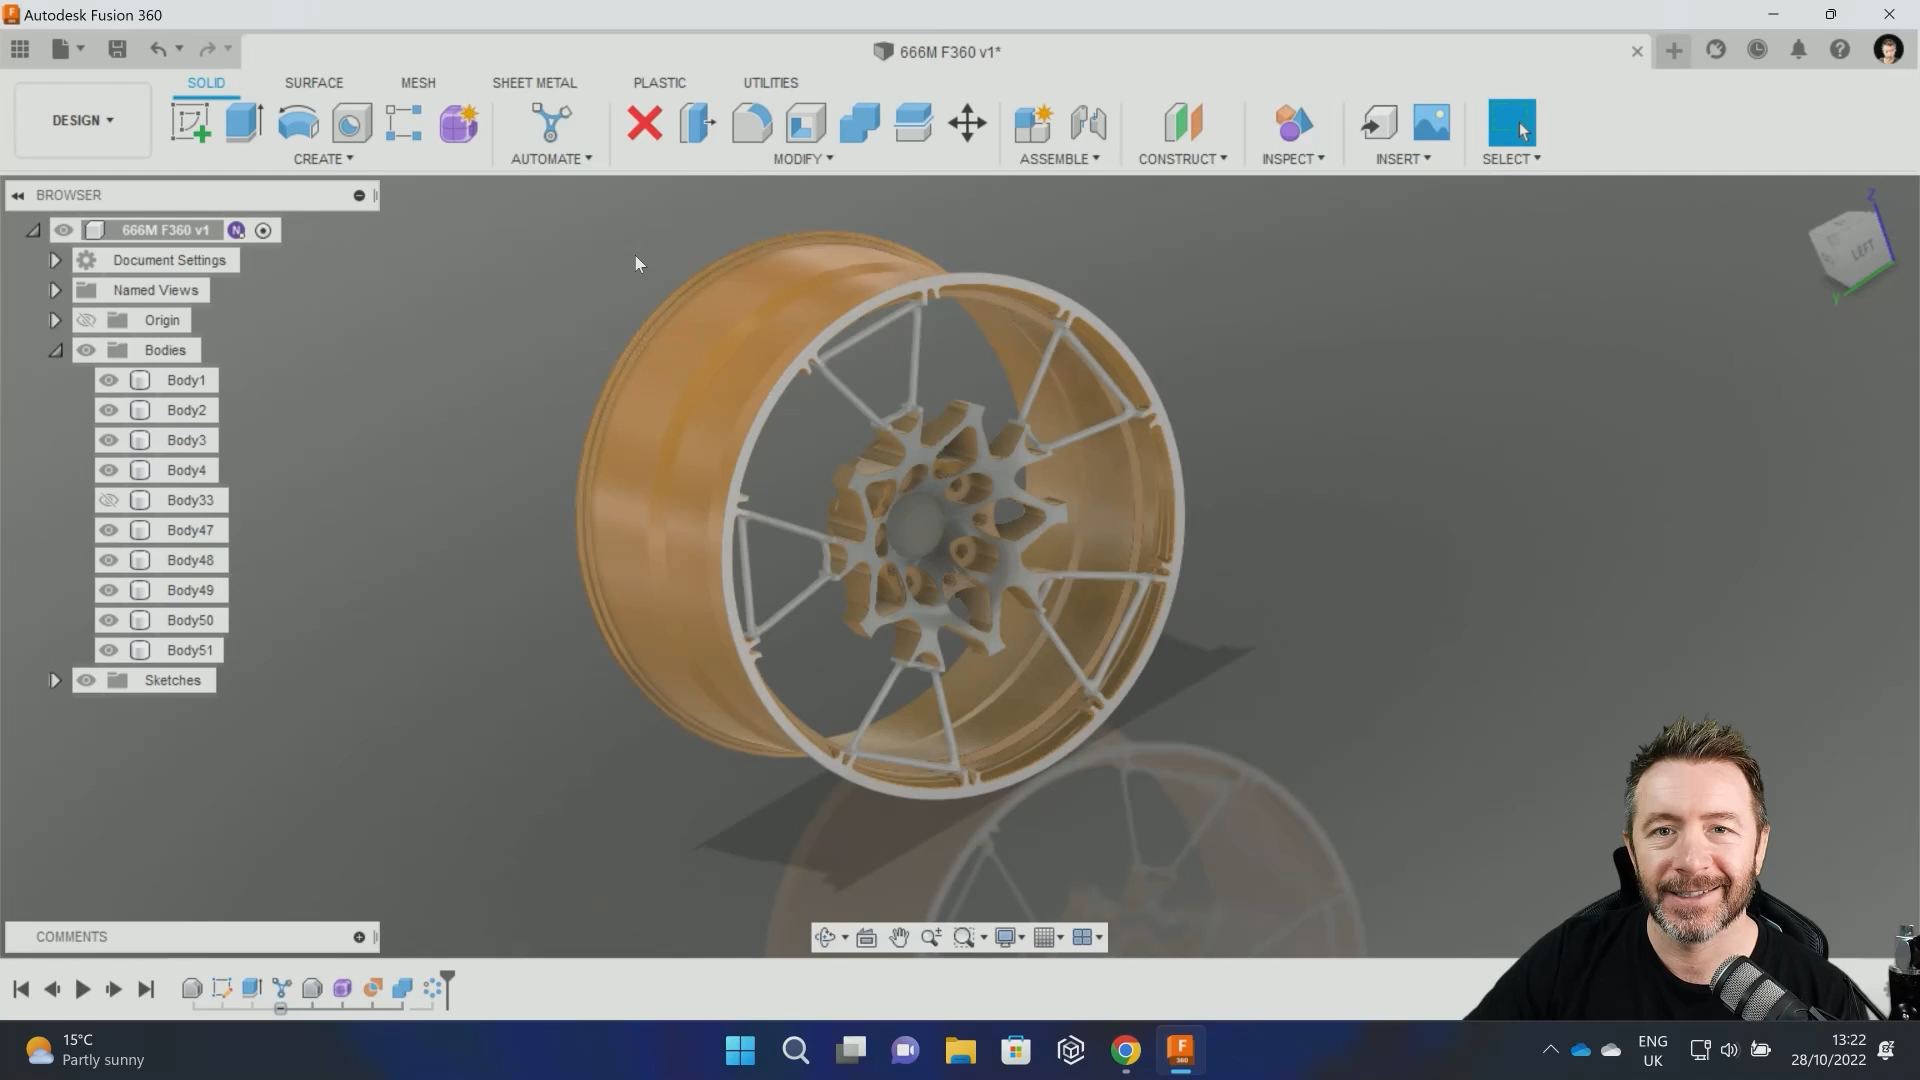 Autodesk Fusion 360
666M F360 v1*
SOLID
SURFACE
MESH
SHEET METAL
PLASTIC
UTILITIES
DESIGN
CREATE
AUTOMATE
MODIFY
ASSEMBLE
CONSTRUCT
INSPECT
INSERT
SELECT
BROWSER
666M F360 v1
N
Document Settings
Named Views
Origin
Bodies
Body1
Body2
Body3
Body4
Body33
Body47
Body48
Body49
Body50
Body51
Sketches
Z
LEFT
Y
COMMENTS
15°C
Partly sunny
F
360
ENG
UK
13:22
28/10/2022